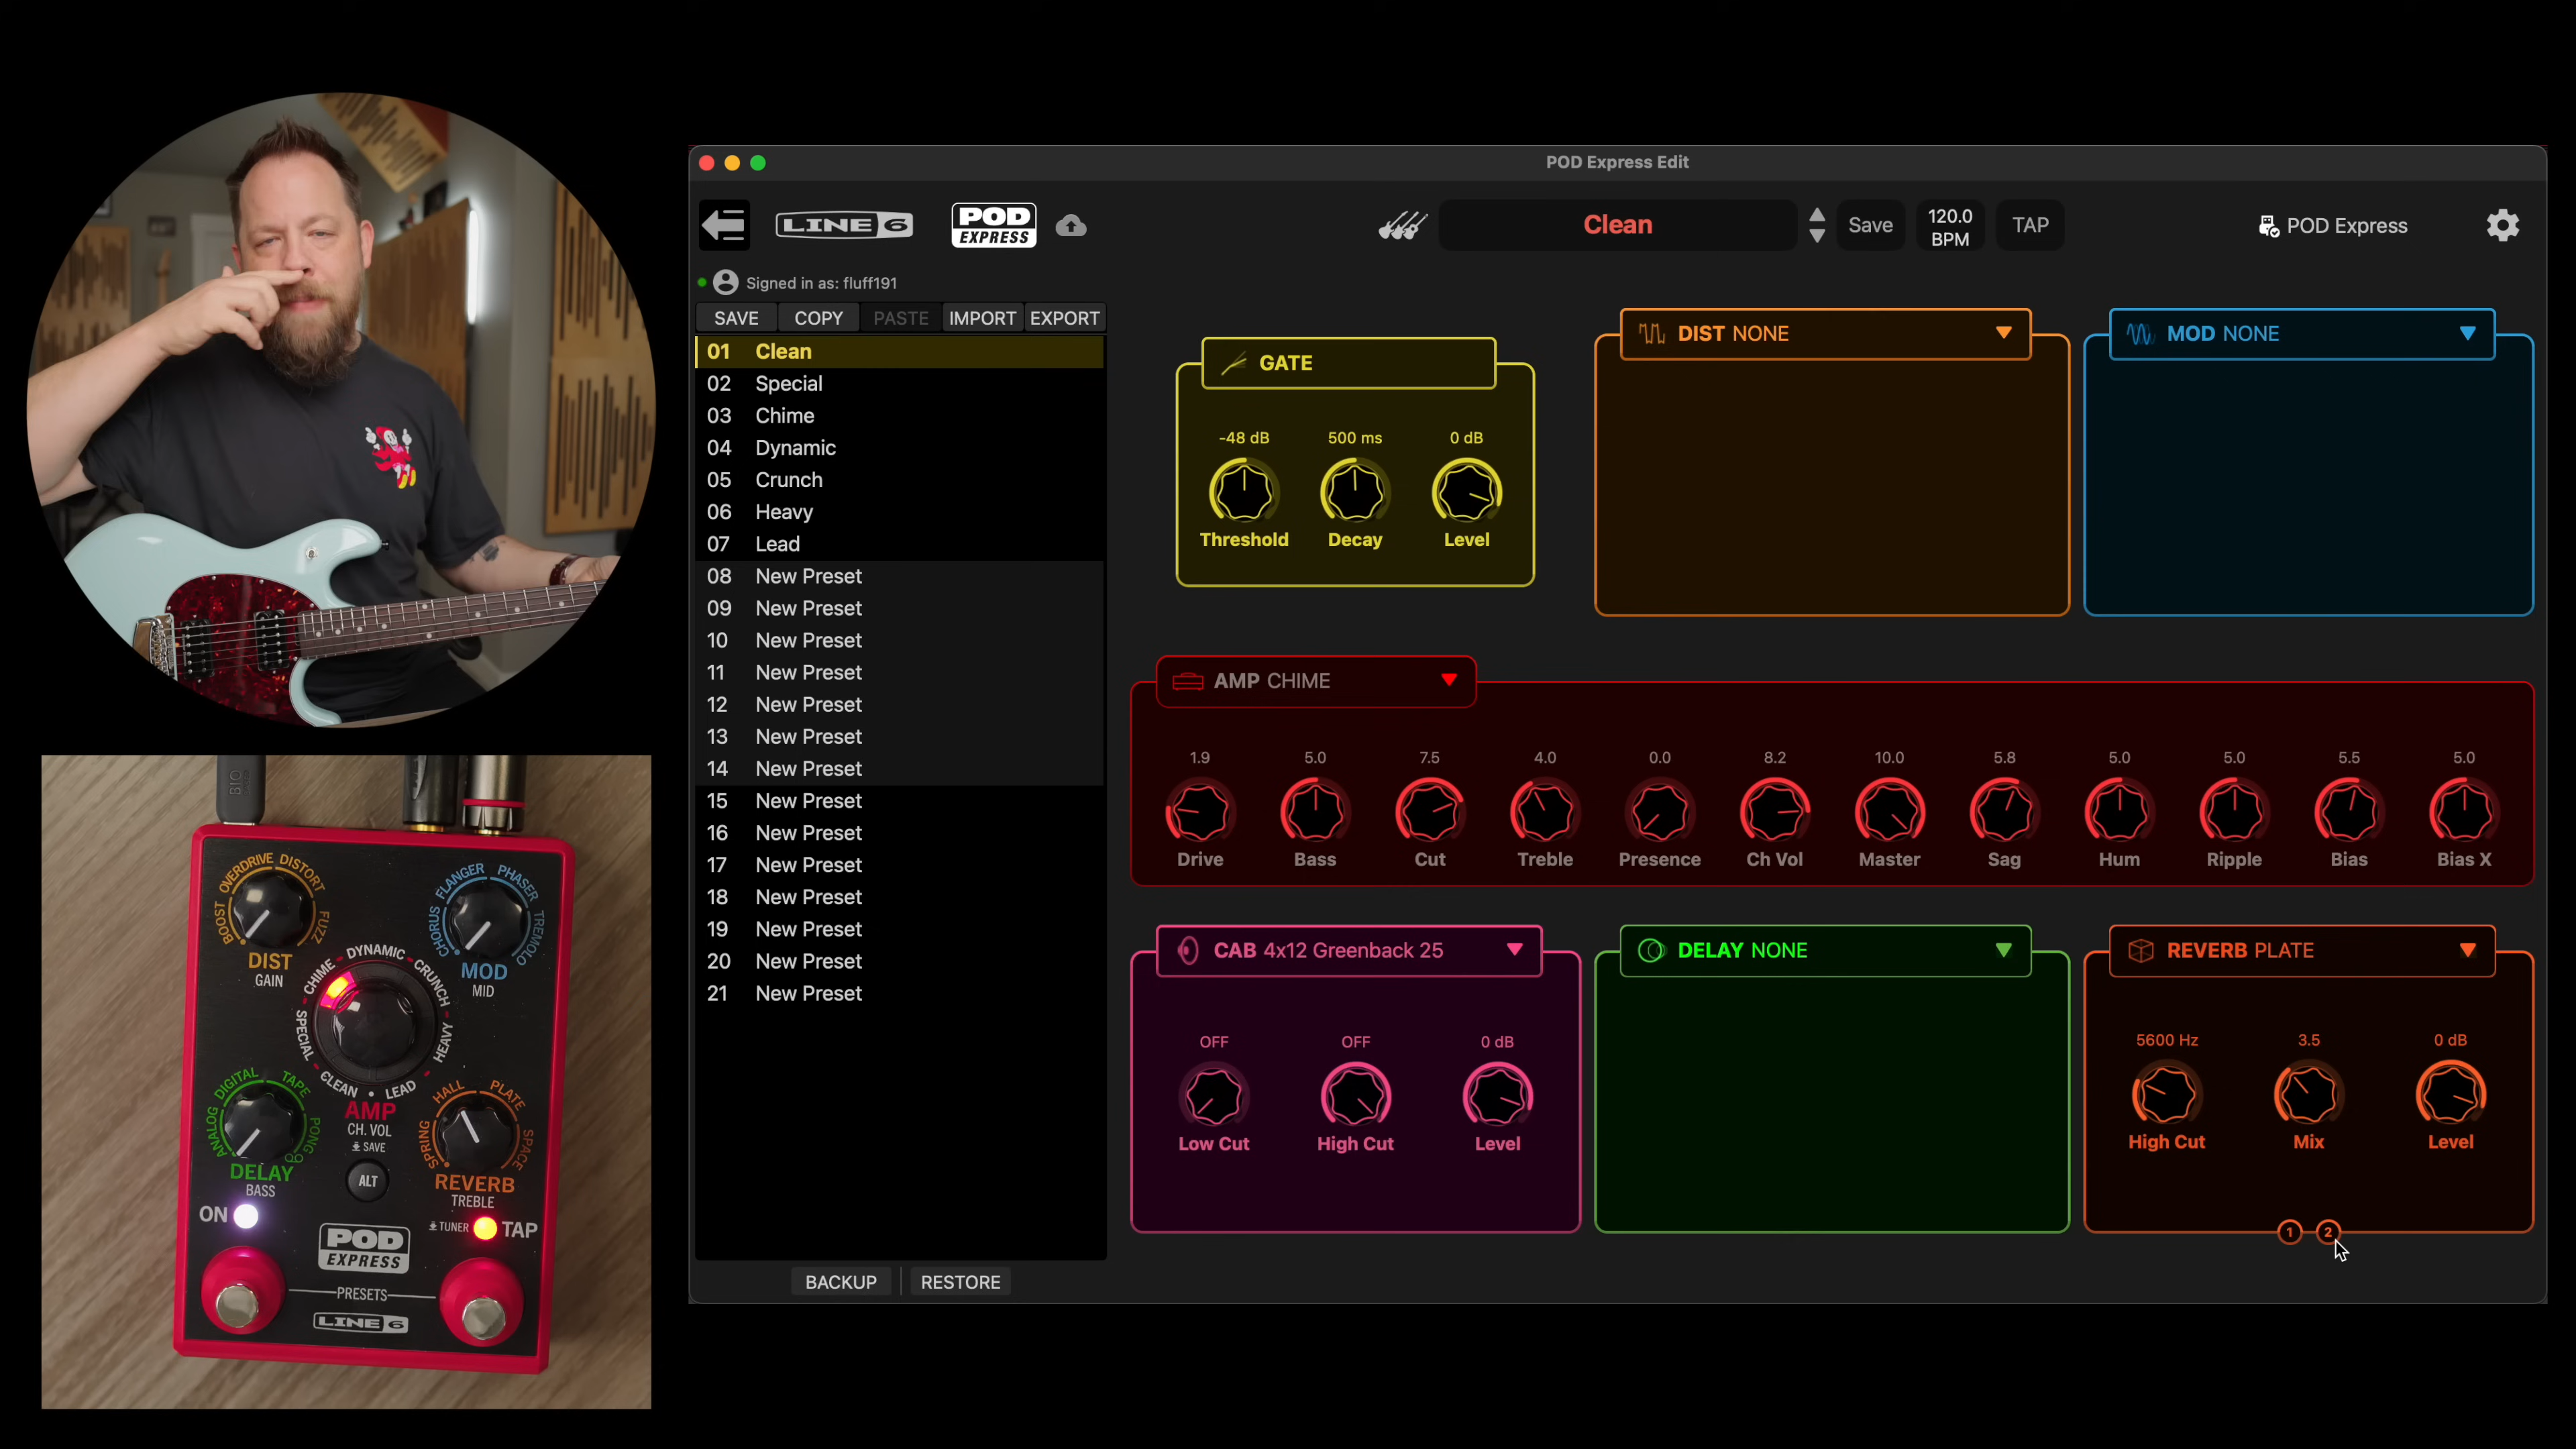 POD Express Edit
LINE 6
POD
EXPRESS
Clean
Save
120.0
BPM
TAP
POD Express
Signed in as: fluff191
SAVE COPY PASTE IMPORT EXPORT
01 Clean
02 Special
03 Chime
04 Dynamic
05 Crunch
06 Heavy
07 Lead
08 New Preset
09 New Preset
10 New Preset
11 New Preset
12 New Preset
13 New Preset
14 New Preset
15 New Preset
16 New Preset
17 New Preset
18 New Preset
19 New Preset
20 New Preset
21 New Preset
BACKUP RESTORE
GATE
-48 dB 500 ms 0 dB
Threshold Decay Level
DIST NONE
MOD NONE
AMP CHIME
1.9 5.0 7.5 4.0 0.0 8.2 10.0 5.8 5.0 5.0 5.5 5.0
Drive Bass Cut Treble Presence Ch Vol Master Sag Hum Ripple Bias Bias X
CAB 4x12 Greenback 25
OFF OFF 0 dB
Low Cut High Cut Level
DELAY NONE
REVERB PLATE
5600 Hz 3.5 0 dB
High Cut Mix Level
1 2
BIO
BOOST OVERDRIVE DISTORT FUZZ
DIST
GAIN
CHORUS FLANGER PHASER TREMOLO
MOD
MID
CLEAN SPECIAL CHIME DYNAMIC CRUNCH HEAVY LEAD
AMP
CH. VOL
SAVE
ALT
ANALOG DIGITAL TAPE PONG
DELAY
BASS
SPRING HALL PLATE SPACE
REVERB
TREBLE
ON
TUNER TAP
POD
EXPRESS
PRESETS
LINE 6